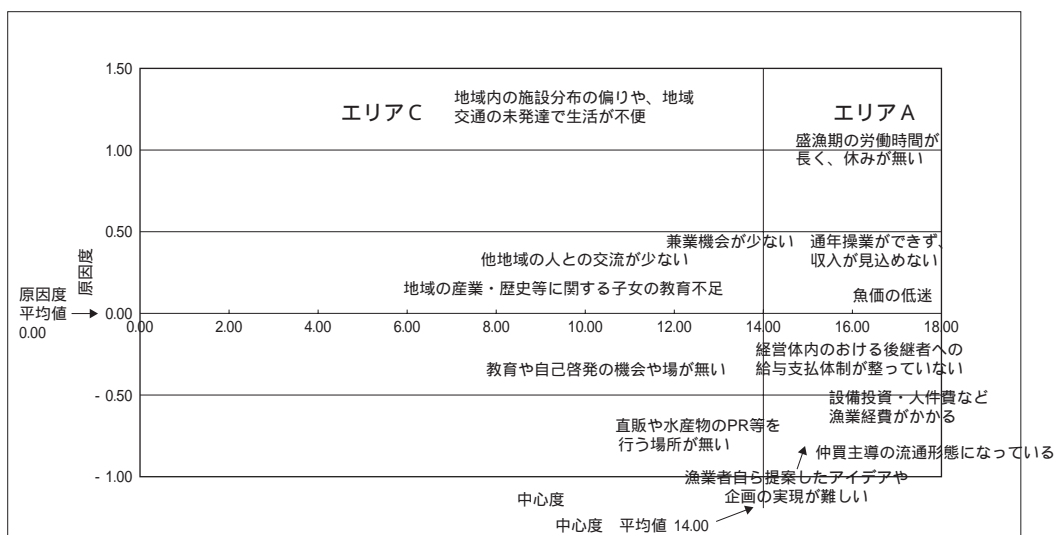 1.50
エリアC
地域内の施設分布の偏りや、地域
交通の未発達で生活が不便
エリアA
盛漁期の労働時間が
長く、休みが無い
1.00
0.50
兼業機会が少ない
通年操業ができず、
収入が見込めない
他地域の人との交流が少ない
地域の産業・歴史等に関する子女の教育不足
魚価の低迷
原因度
原因度
平均値
0.00
0.00
0.00
2.00
4.00
6.00
8.00
10.00
12.00
14.00
16.00
18.00
経営体内のおける後継者への
給与支払体制が整っていない
教育や自己啓発の機会や場が無い
- 0.50
設備投資・人件費など
漁業経費がかかる
直販や水産物のPR等を
行う場所が無い
仲買主導の流通形態になっている
- 1.00
漁業者自ら提案したアイデアや
企画の実現が難しい
中心度
中心度 平均値 14.00